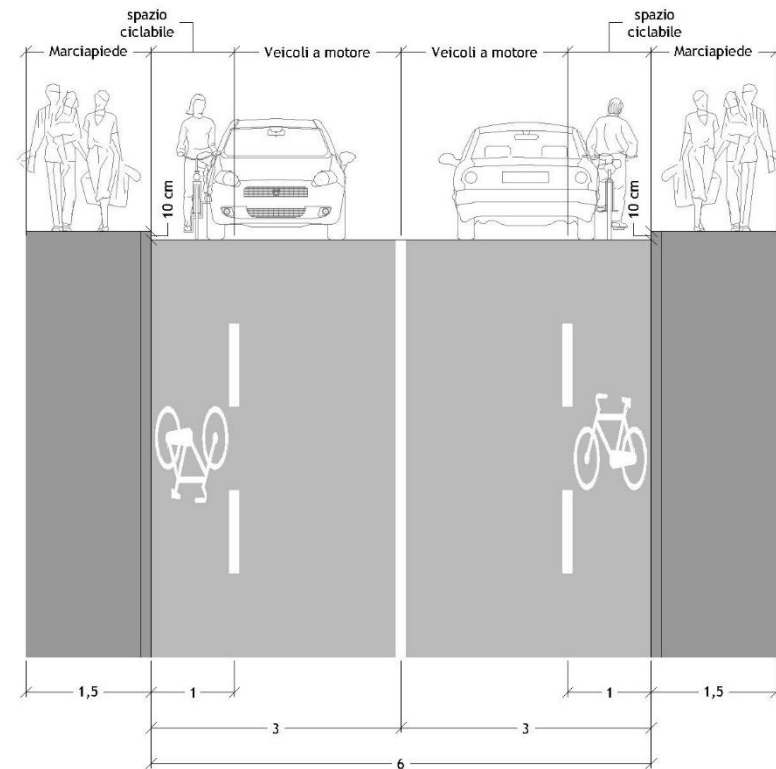 spazio
ciclabile
spazio
ciclabile
Marciapiede
Veicoli a motore
Veicoli a motore
Marciapiede
10 cm
10 cm
1,5
1
1
1,5
3
3
6